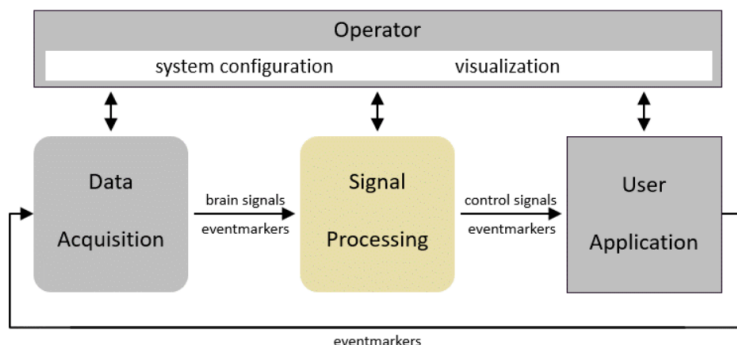 Operator
system configuration visualization
Data
Acquisition
brain signals
eventmarkers
Signal
Processing
control signals
eventmarkers
User
Application
eventmarkers